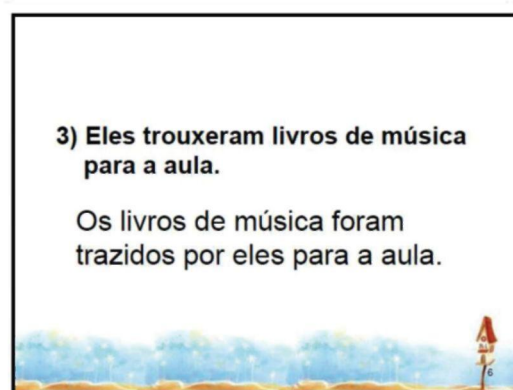 3) Eles trouxeram livros de música
para a aula.
Os livros de música foram
trazidos por eles para a aula.
6